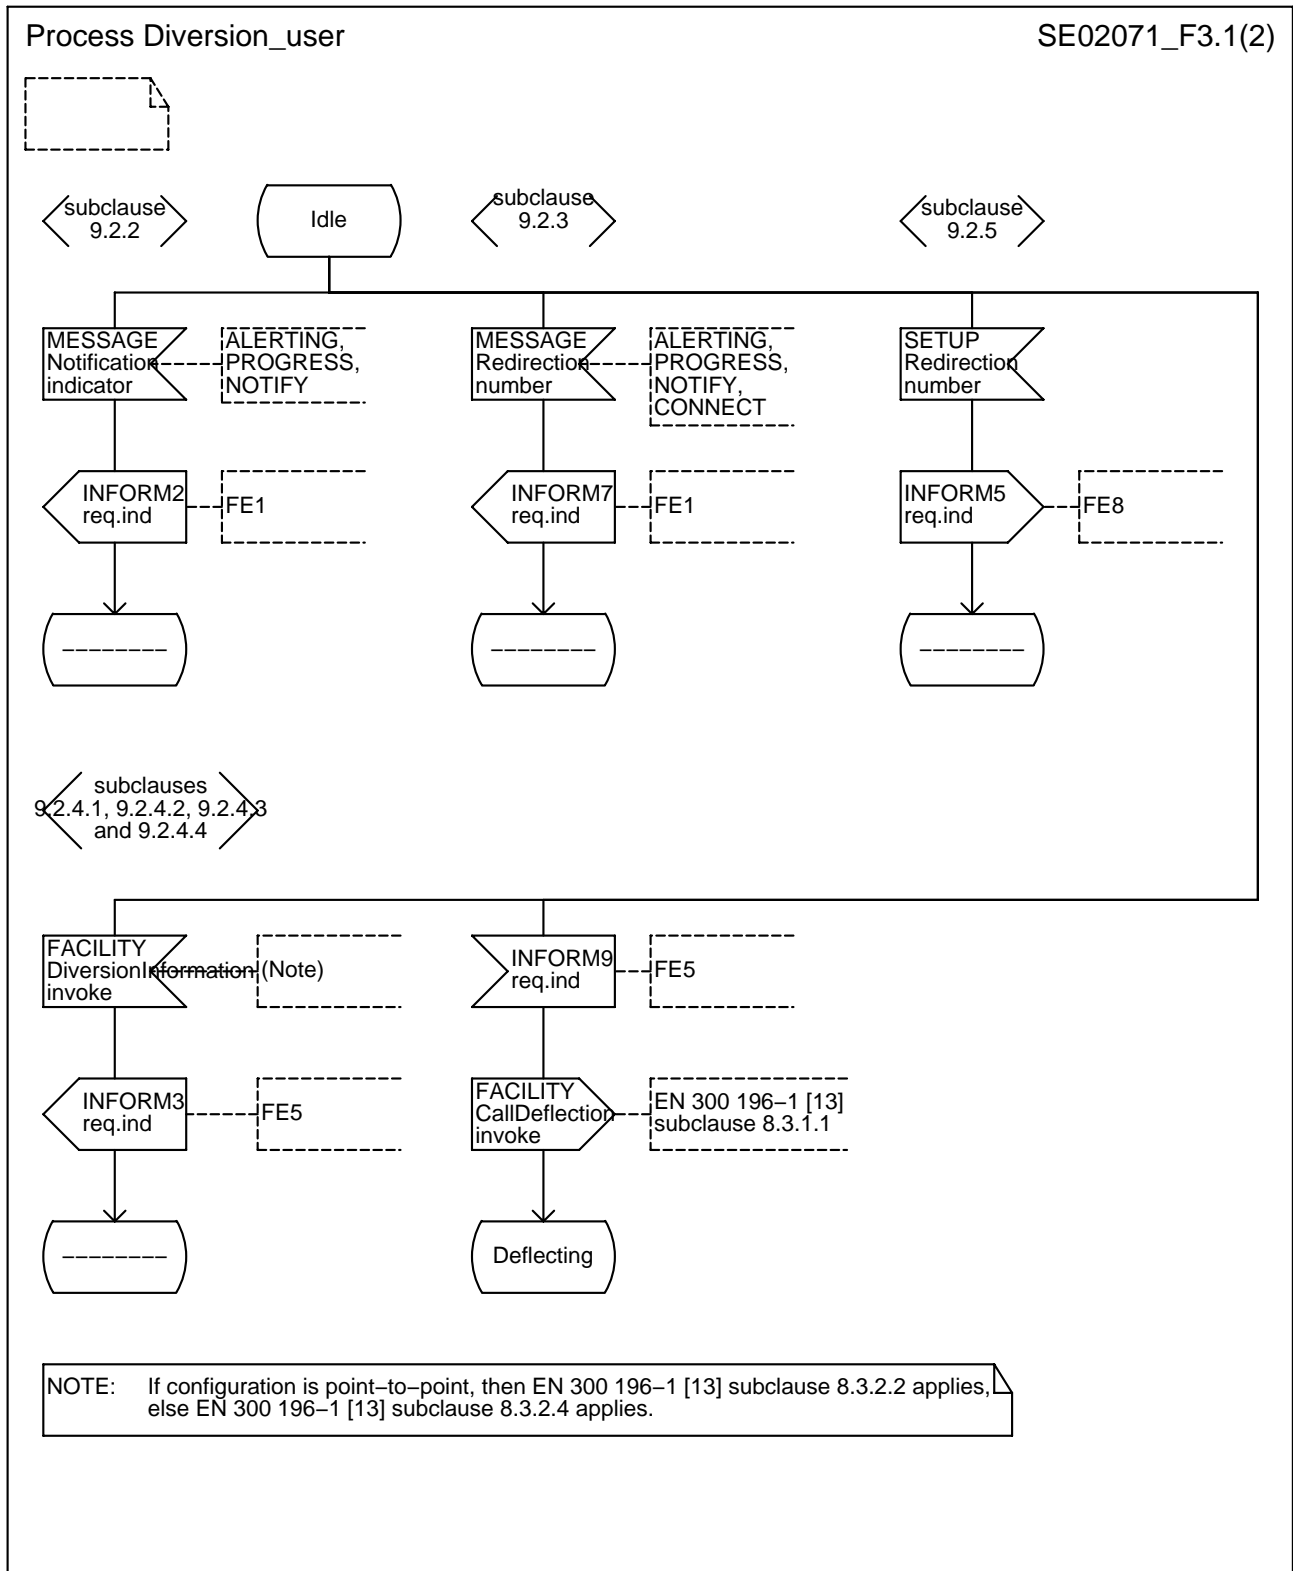 Process Diversion_user
SE02071_F3.1(2)
subclause
9.2.2
Idle
subclause
9.2.3
subclause
9.2.5
MESSAGE
Notification
indicator
ALERTING,
PROGRESS,
NOTIFY
MESSAGE
Redirection
number
ALERTING,
PROGRESS,
NOTIFY,
CONNECT
SETUP
Redirection
number
INFORM2
req.ind
FE1
INFORM7
req.ind
FE1
INFORM5
req.ind
FE8
−−−−−−−−
−−−−−−−−
−−−−−−−−
subclauses
9.2.4.1, 9.2.4.2, 9.2.4.3
and 9.2.4.4
FACILITY
DiversionInformation
invoke
(Note)
INFORM9
req.ind
FE5
INFORM3
req.ind
FE5
FACILITY
CallDeflection
invoke
EN 300 196−1 [13]
subclause 8.3.1.1
−−−−−−−−
Deflecting
NOTE: If configuration is point−to−point, then EN 300 196−1 [13] subclause 8.3.2.2 applies,
else EN 300 196−1 [13] subclause 8.3.2.4 applies.